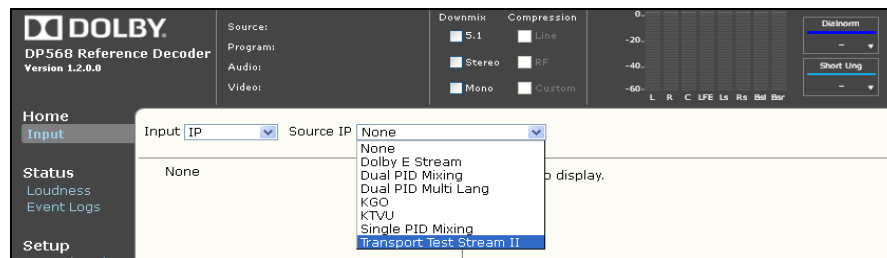 DOLBY.
DP568 Reference Decoder
Version 1.2.0.0
Source:
Program:
Audio:
Video:
Downmix Compression
5.1 Line
Stereo RF
Mono Custom
0
-20
-40
-60
L R C LFE Ls Rs Bsl Bsr
Dialnorm
-
Short Ung
-
Home
Input
Status
Loudness
Event Logs
Setup
Input IP Source IP None
None
None
Dolby E Stream
Dual PID Mixing
Dual PID Multi Lang
KGO
KTVU
Single PID Mixing
Transport Test Stream II
o display.